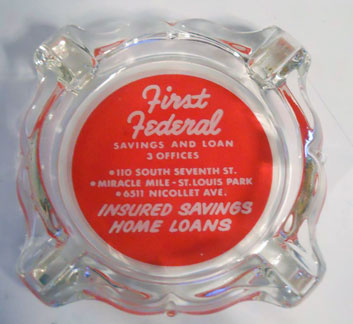 First
Federal
SAVINGS AND LOAN
3 OFFICES
•110 SOUTH SEVENTH ST.
•MIRACLE MILE - ST. LOUIS PARK
•6511 NICOLLET AVE.
INSURED SAVINGS
HOME LOANS